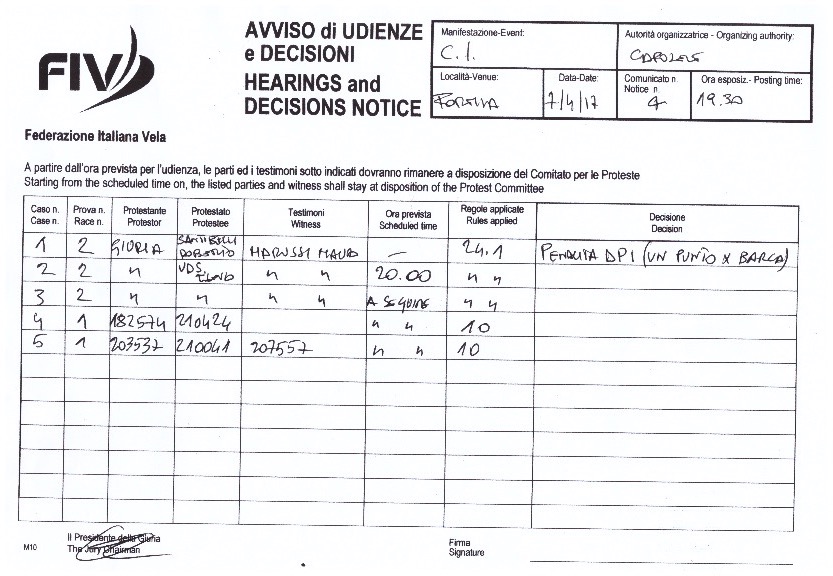 FIV
Federazione Italiana Vela
AVVISO di UDIENZE
e DECISIONI
HEARINGS and
DECISIONS NOTICE
Manifestazione-Event:
C. I.
Autorità organizzatrice - Organizing authority:
Località-Venue:
Data-Date:
7/4/17
Comunicato n.
Notice n.
4
Ora esposiz.- Posting time:
19.30
A partire dall'ora prevista per l'udienza, le parti ed i testimoni sotto indicati dovranno rimanere a disposizione del Comitato per le Proteste
Starting from the scheduled time on, the listed parties and witness shall stay at disposition of the Protest Committee
Caso n. Prova n. Protestante Protestato Testimoni Ora prevista Regole applicate Decisione
Case n. Race n. Protestor Protestee Witness Scheduled time Rules applied Decision
1 2 GIURIA MARUSSI MAURO — 24.1 PENALITA DPI (UN PUNTO X BARCA)
2 2 " UDS. " " 20.00 " "
3 2 " " " " A SEGUIRE " "
4 1 182574 210424 " " 10
5 1 203537 210041 207557 " " 10
M10
Il Presidente della Giuria
The Jury Chairman
Firma
Signature